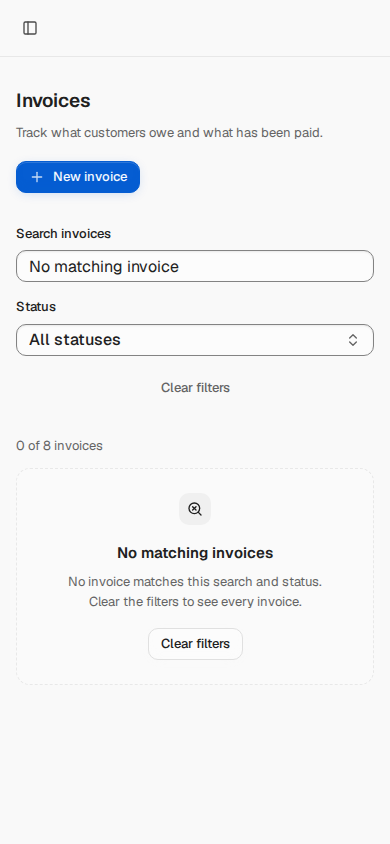 Invoices
Track what customers owe and what has been paid.
New invoice
Search invoices
No matching invoice
Status
All statuses
Clear filters
0 of 8 invoices
No matching invoices
No invoice matches this search and status.
Clear the filters to see every invoice.
Clear filters